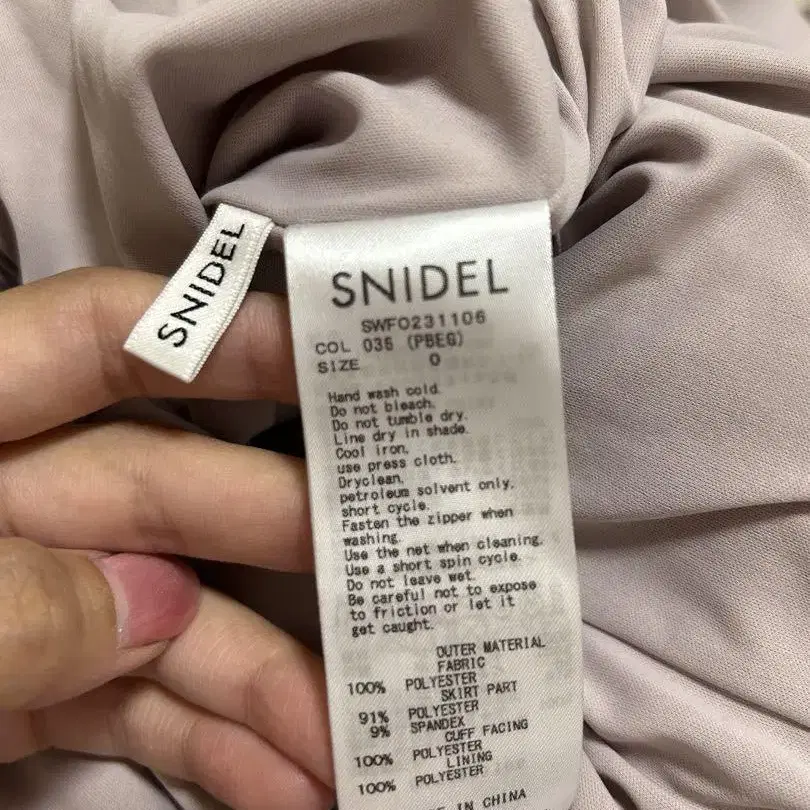 SNIDEL
SNIDEL
SWFO231106
COL 036 (PBEG)
SIZE 0
Hand wash cold.
Do not bleach.
Do not tumble dry.
Line dry in shade.
Cool iron,
use press cloth.
Dryclean,
petroleum solvent only,
short cycle.
Fasten the zipper when
washing.
Use the net when cleaning.
Use a short spin cycle.
Do not leave wet.
Be careful not to expose
to friction or let it
get caught.
OUTER MATERIAL
FABRIC
100% POLYESTER
SKIRT PART
91% POLYESTER
9% SPANDEX
CUFF FACING
100% POLYESTER
LINING
100% POLYESTER
IN CHINA